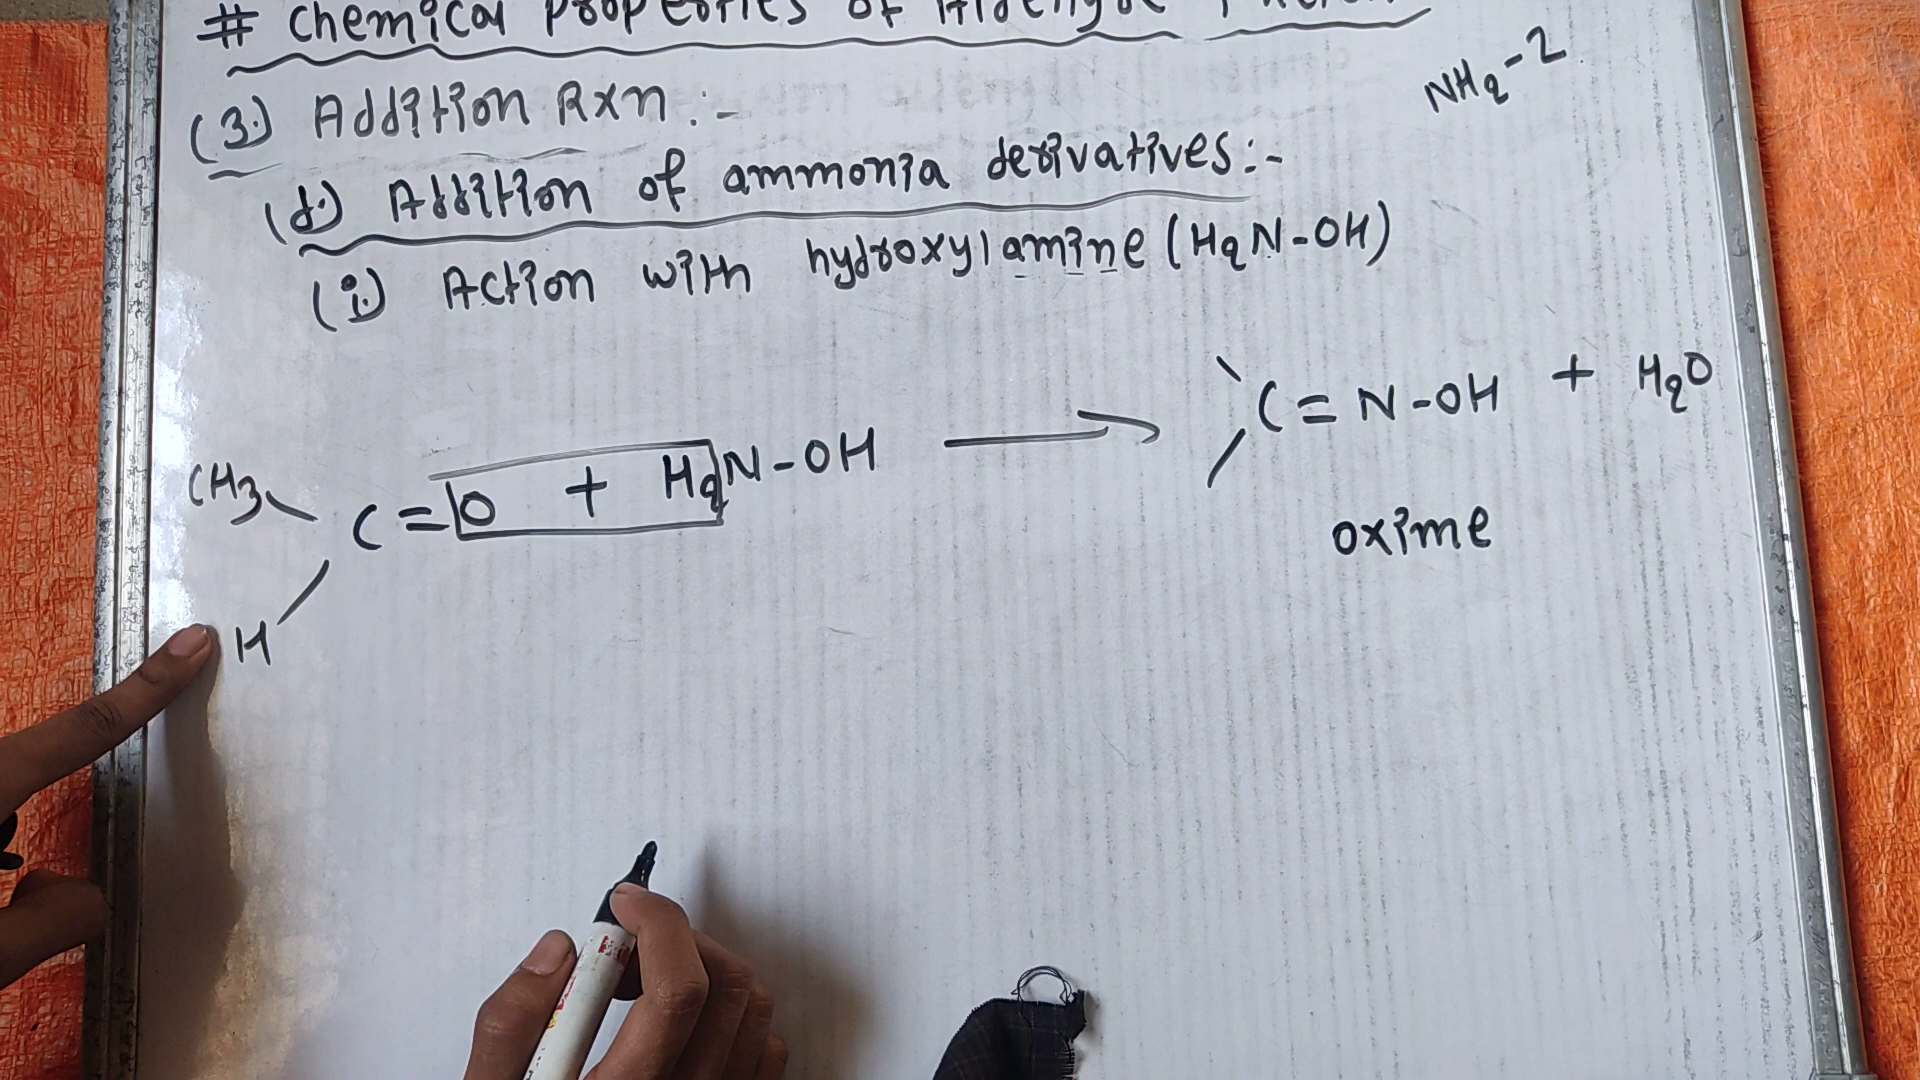 # Chemical Properties of Aldehyde
NH2-Z
(3.) Addition Rxn :-
(d.) Addition of ammonia derivatives:-
(i.) Action with hydroxylamine (H2N-OH)
CH3 C=O + H2N-OH → C=N-OH + H2O
H
oxime